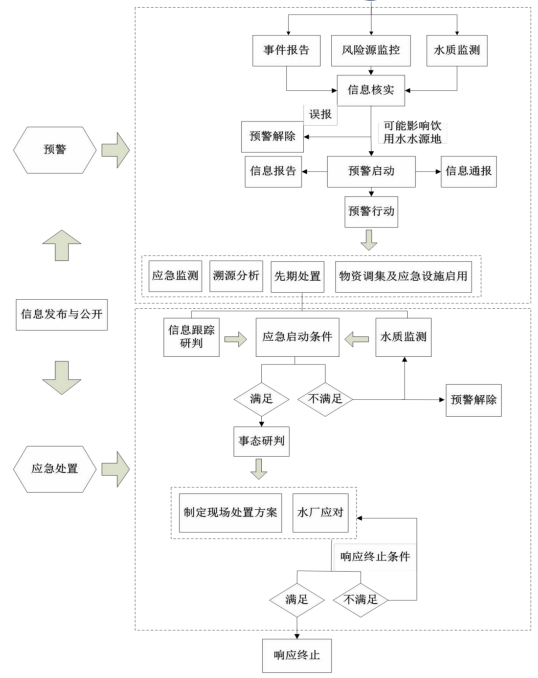 事件报告
风险源监控
水质监测
信息核实
误报
预警解除
可能影响饮
用水水源地
预警
信息报告
预警启动
信息通报
预警行动
应急监测
溯源分析
先期处置
物资调集及应急设施启用
信息发布与公开
信息跟踪
研判
应急启动条件
水质监测
满足
不满足
预警解除
事态研判
应急处置
制定现场处置方案
水厂应对
响应终止条件
满足
不满足
响应终止